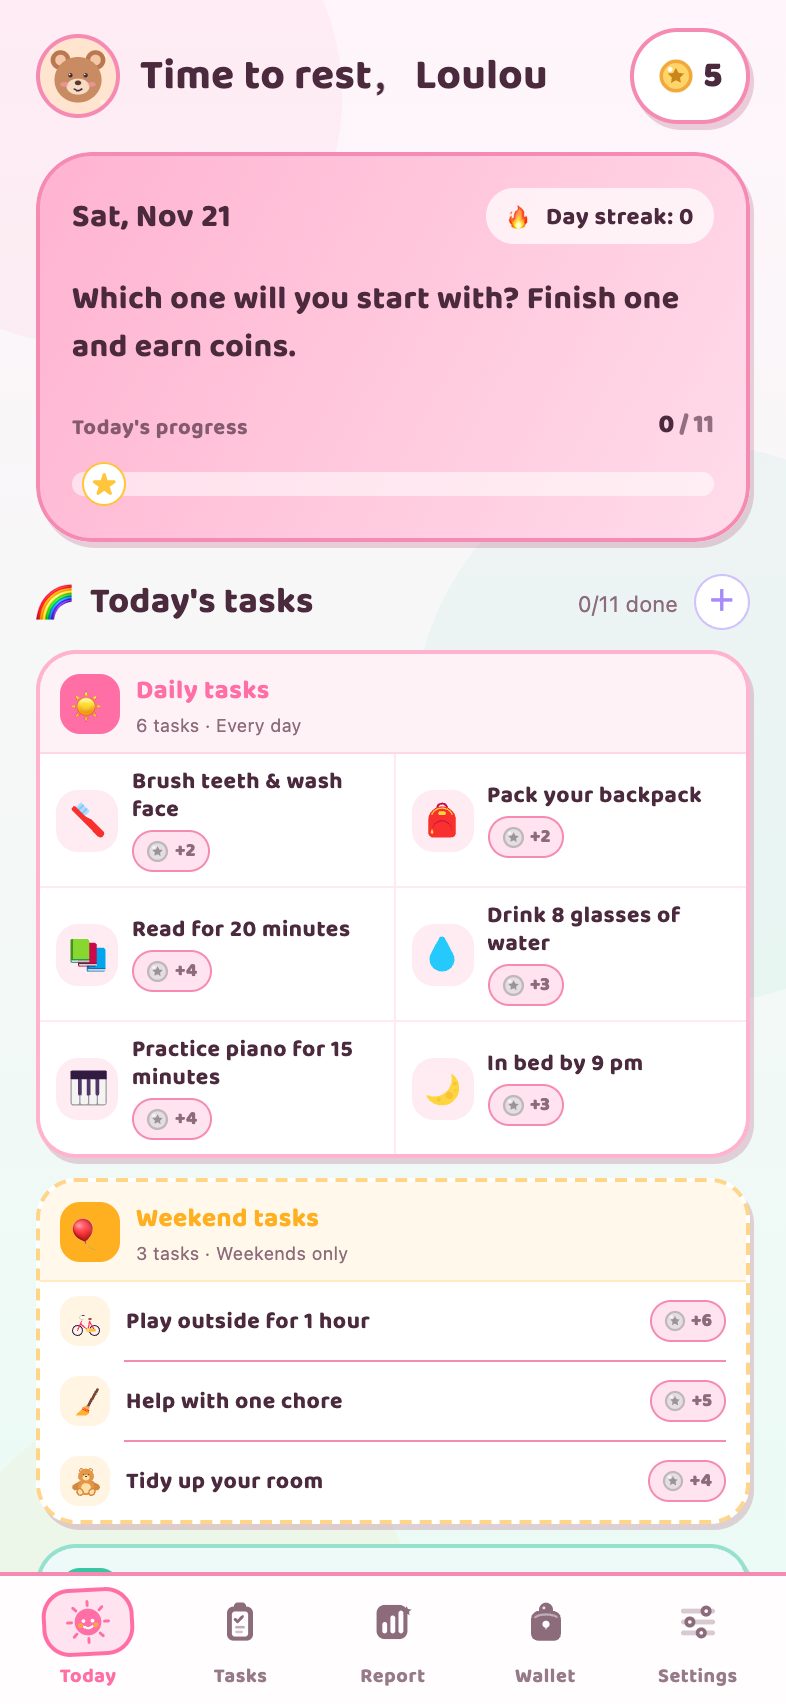 Time to rest， Loulou
5
Sat, Nov 21
Day streak: 0
Which one will you start with? Finish one
and earn coins.
Today's progress
0 / 11
Today's tasks
0/11 done
Daily tasks
6 tasks · Every day
Brush teeth & wash
face
+2
Pack your backpack
+2
Read for 20 minutes
+4
Drink 8 glasses of
water
+3
Practice piano for 15
minutes
+4
In bed by 9 pm
+3
Weekend tasks
3 tasks · Weekends only
Play outside for 1 hour
+6
Help with one chore
+5
Tidy up your room
+4
Today
Tasks
Report
Wallet
Settings